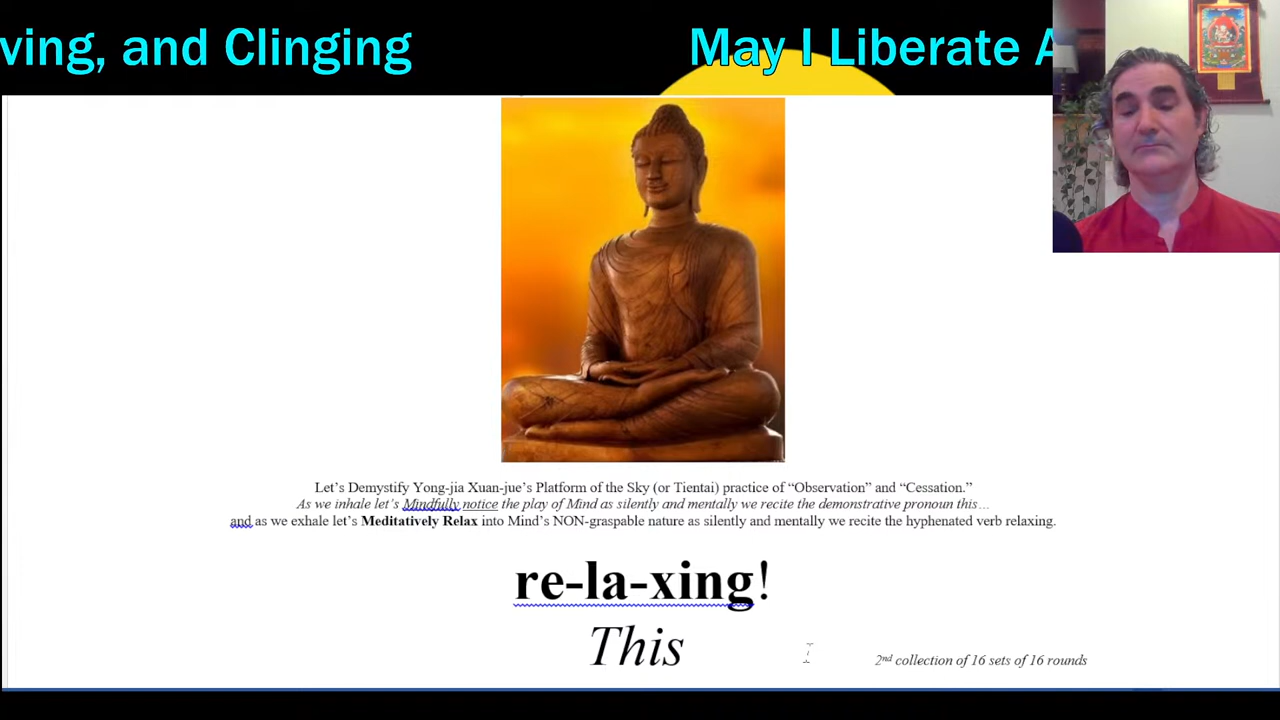 ving, and Clinging May I Liberate A
Let's Demystify Yong-jia Xuan-jue's Platform of the Sky (or Tientai) practice of “Observation” and “Cessation.”
As we inhale let's Mindfully notice the play of Mind as silently and mentally we recite the demonstrative pronoun this…
and as we exhale let's Meditatively Relax into Mind's NON-graspable nature as silently and mentally we recite the hyphenated verb relaxing.
re-la-xing!
This
2nd collection of 16 sets of 16 rounds